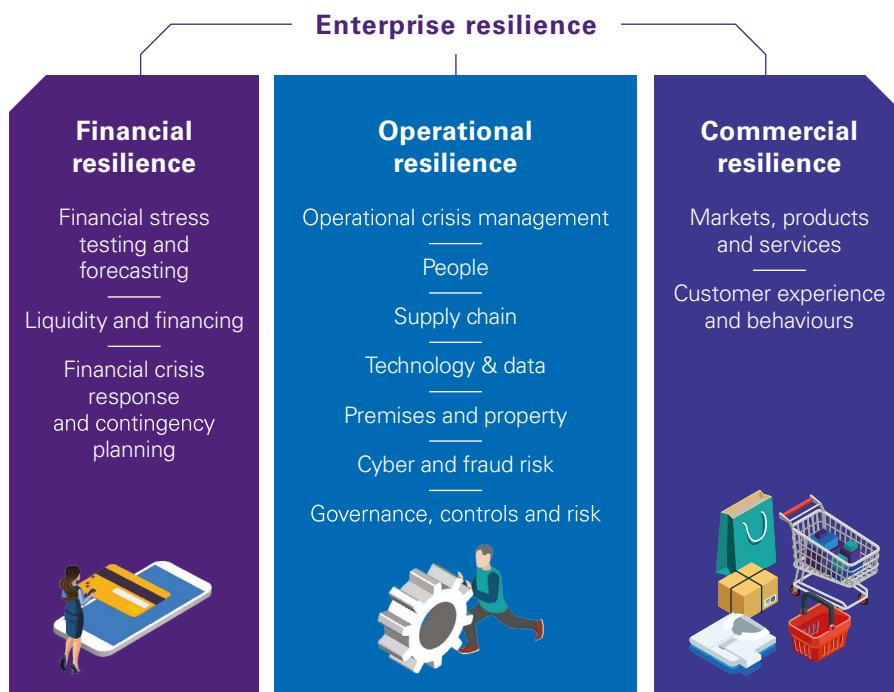 Enterprise resilience
Financial
resilience
Financial stress
testing and
forecasting
Liquidity and financing
Financial crisis
response
and contingency
planning
Operational
resilience
Operational crisis management
People
Supply chain
Technology & data
Premises and property
Cyber and fraud risk
Governance, controls and risk
Commercial
resilience
Markets, products
and services
Customer experience
and behaviours